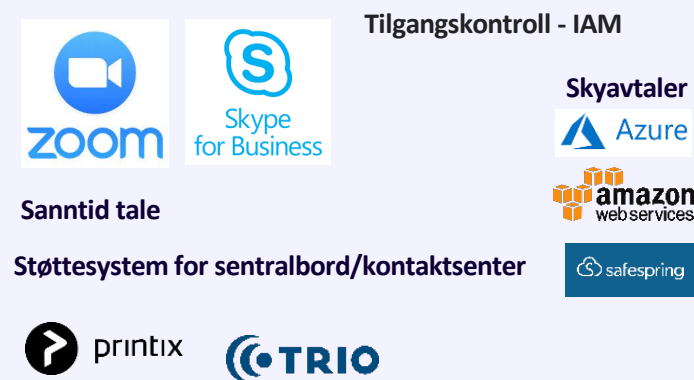 Tilgangskontroll - IAM
zoom
S
Skype
for Business
Skyavtaler
Azure
amazon
web services
Sanntid tale
Støttesystem for sentralbord/kontaktsenter
S safespring
printix
TRIO